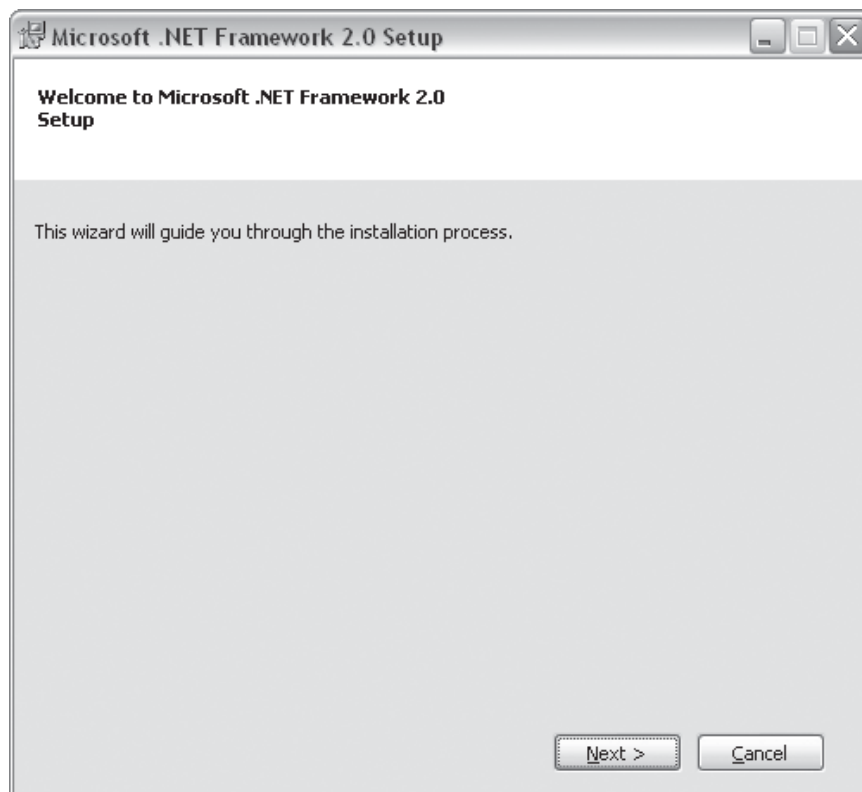 Microsoft .NET Framework 2.0 Setup
Welcome to Microsoft .NET Framework 2.0
Setup
This wizard will guide you through the installation process.
Next > Cancel